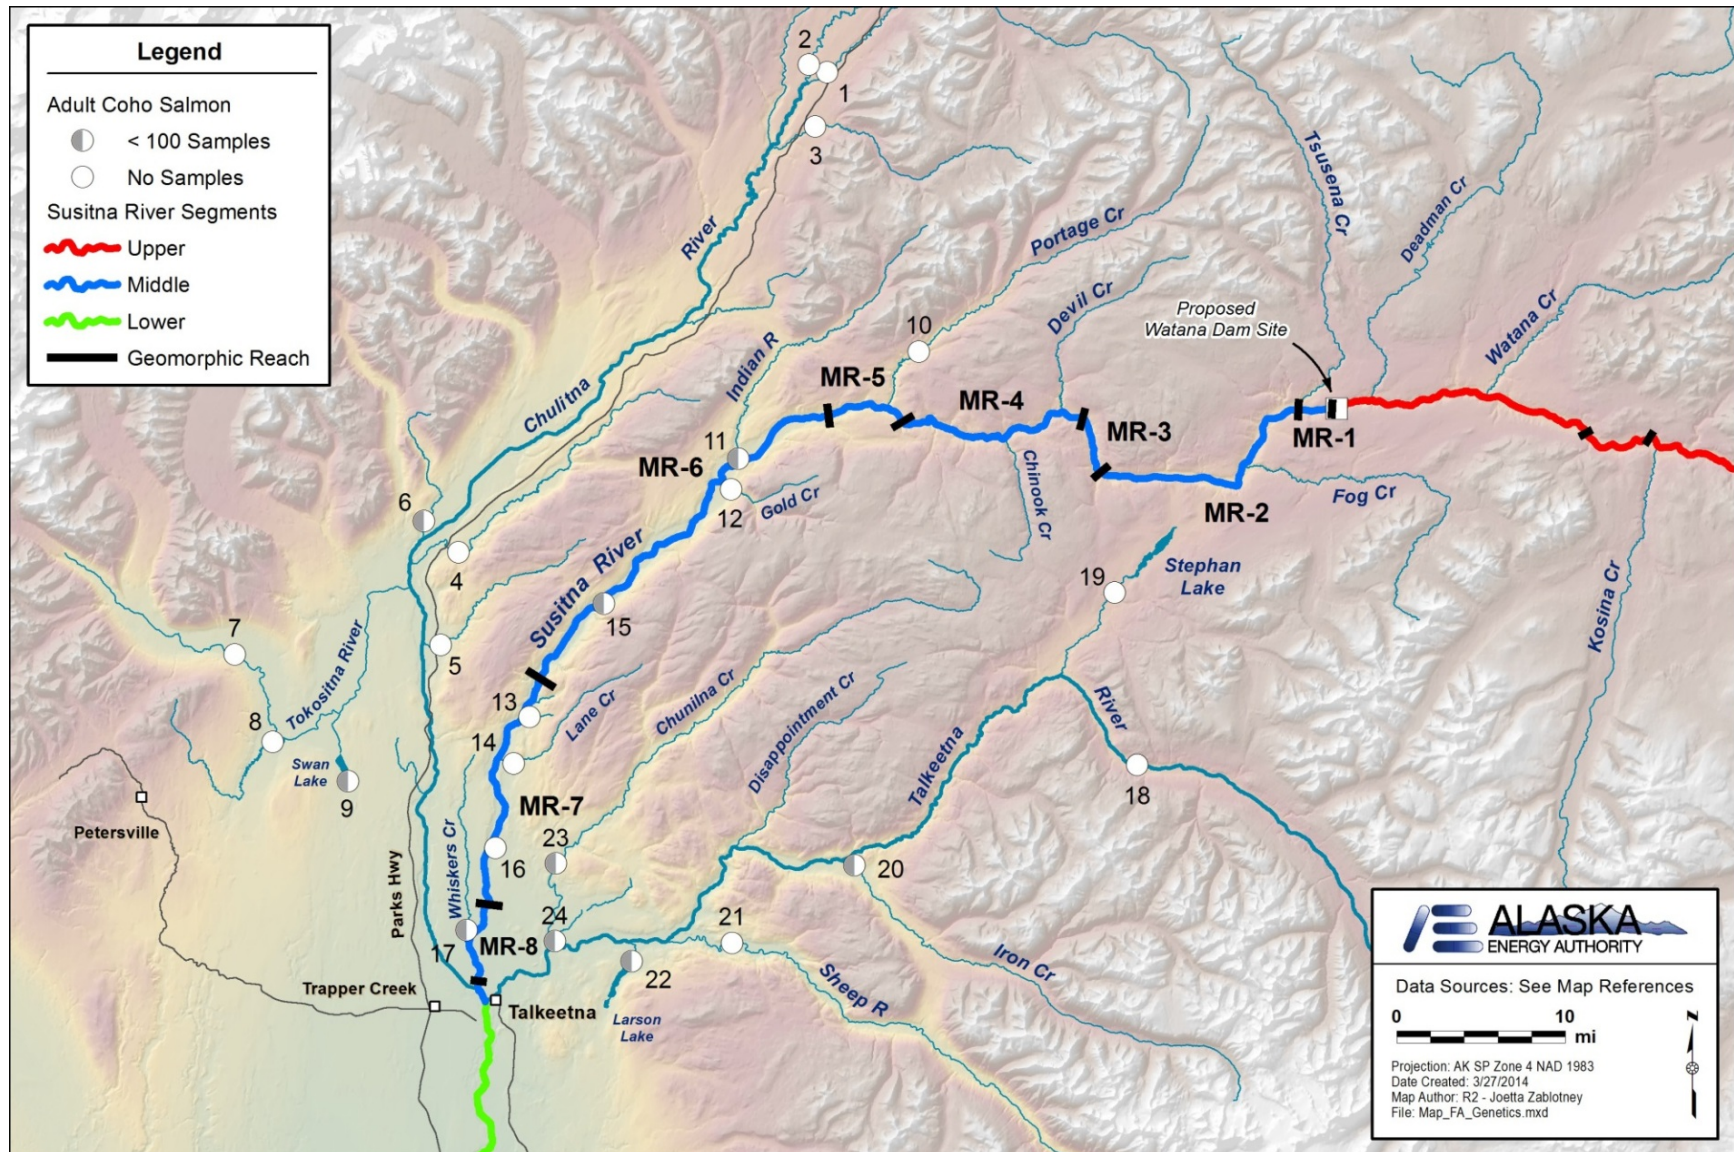 Legend
Adult Coho Salmon
< 100 Samples
No Samples
Susitna River Segments
Upper
Middle
Lower
Geomorphic Reach
2
1
3
River
Portage Cr
Tsusena Cr
Deadman Cr
Devil Cr
Proposed
Watana Dam Site
Watana Cr
Indian R
10
MR-5
MR-4
MR-3
MR-1
Chulitna
11
MR-6
12
Gold Cr
Chinook Cr
MR-2
Fog Cr
6
4
Susitna River
15
19
Stephan
Lake
Kosina Cr
7
5
Tokositna River
8
13
Lane Cr
14
Chunilna Cr
Disappointment Cr
River
Talkeetna
18
Swan
Lake
9
Petersville
MR-7
23
16
20
Whiskers Cr
Parks Hwy
24
21
17
MR-8
22
Iron Cr
Sheep R
Trapper Creek
Talkeetna
Larson
Lake
ALASKA
ENERGY AUTHORITY
Data Sources: See Map References
0 10
mi
N
Projection: AK SP Zone 4 NAD 1983
Date Created: 3/27/2014
Map Author: R2 - Joetta Zablotney
File: Map_FA_Genetics.mxd